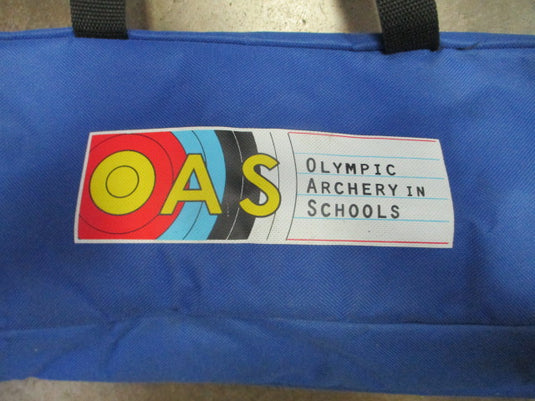 OAS
OLYMPIC
ARCHERY IN
SCHOOLS